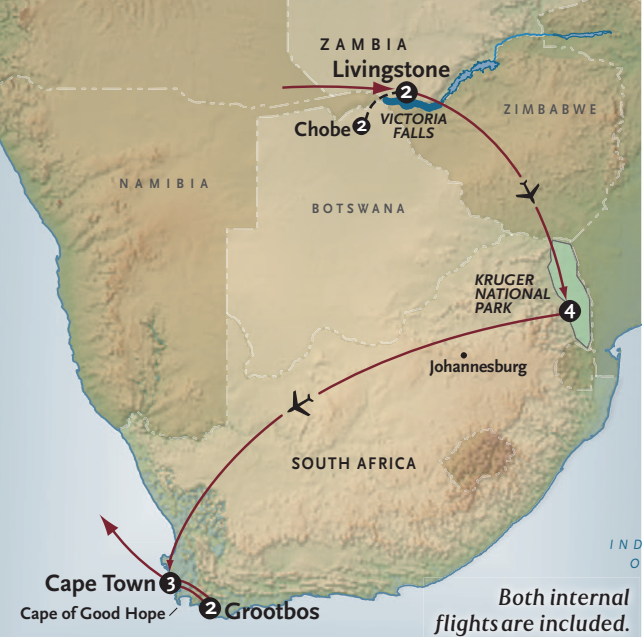 ZAMBIA
Livingstone
2
ZIMBABWE
VICTORIA
FALLS
Chobe 2
NAMIBIA
BOTSWANA
KRUGER
NATIONAL
PARK
4
Johannesburg
SOUTH AFRICA
IND
O
Cape Town 3
2 Grootbos
Cape of Good Hope
Both internal
flights are included.